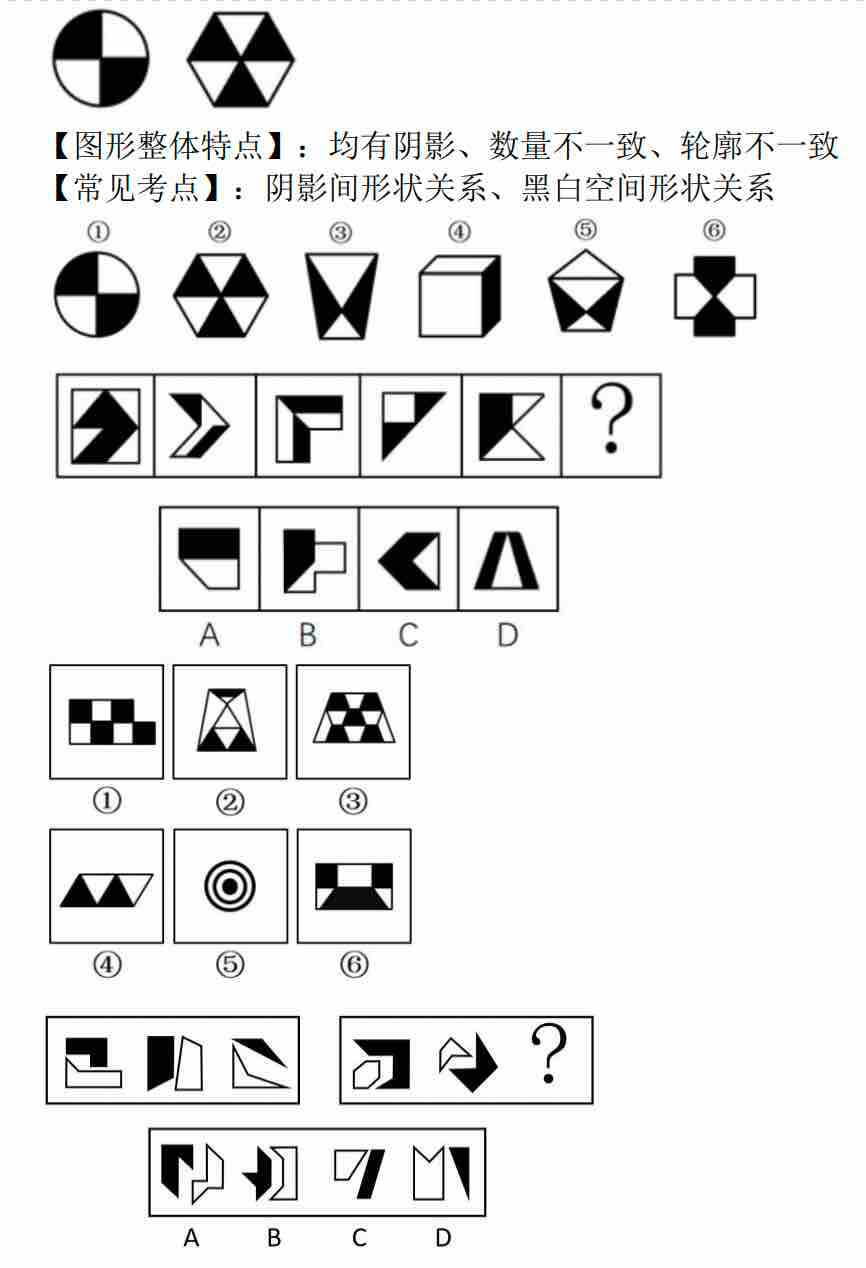 【图形整体特点】：均有阴影、数量不一致、轮廓不一致
【常见考点】：阴影间形状关系、黑白空间形状关系
① ② ③ ④ ⑤ ⑥
?
A B C D
① ② ③
④ ⑤ ⑥
?
A B C D